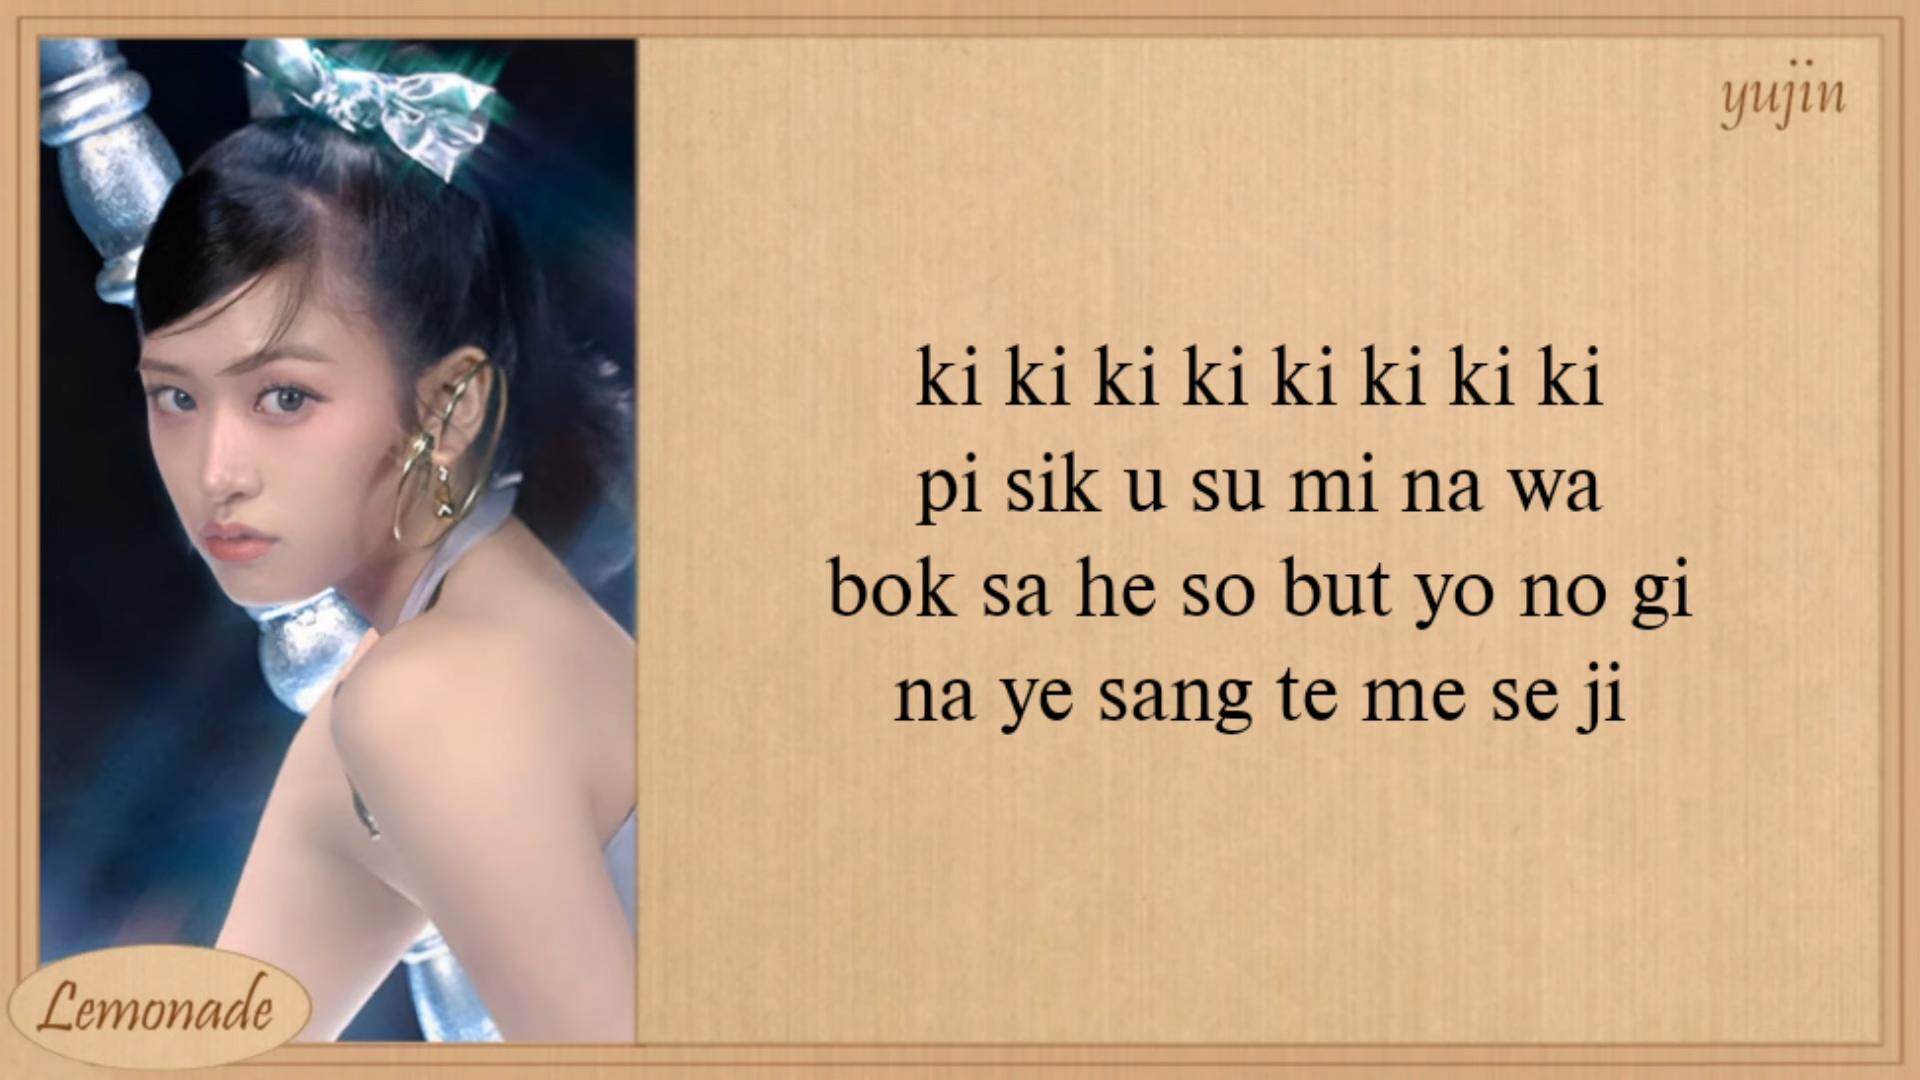 yujin
ki ki ki ki ki ki ki ki
pi sik u su mi na wa
bok sa he so but yo no gi
na ye sang te me se ji
Lemonade